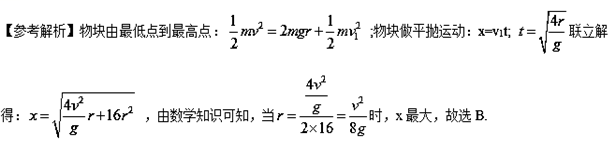 【参考解析】物块由最低点到最高点：$\frac{1}{2}mv^2=2mgr+\frac{1}{2}mv_1^2$ ;物块做平抛运动：x=v₁t; $t=\sqrt{\frac{4r}{g}}$ 联立解
得：$x=\sqrt{\frac{4v^2}{g}r+16r^2}$ ，由数学知识可知，当$r=\frac{\frac{4v^2}{g}}{2\times16}=\frac{v^2}{8g}$时，x 最大，故选 B.